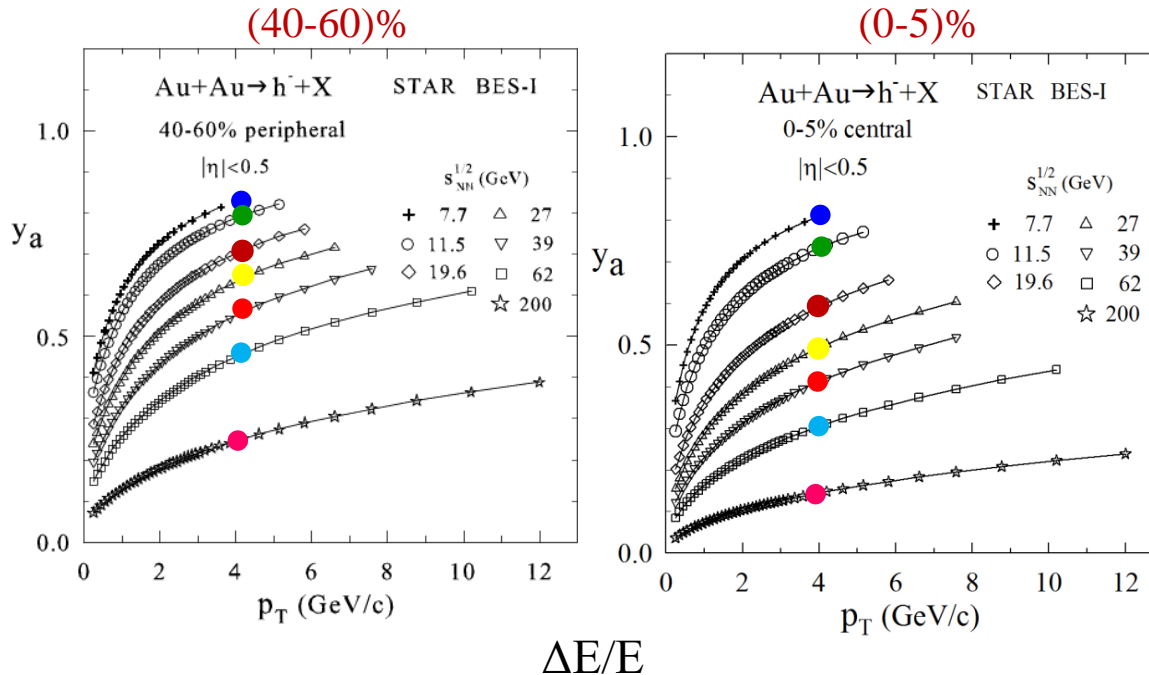 (40-60)%
Au+Au→h⁻+X STAR BES-I
40-60% peripheral
|η|<0.5
s_NN^1/2 (GeV)
7.7 27
11.5 39
19.6 62
200
1.0
0.5
0.0
y_a
0 2 4 6 8 10 12
p_T (GeV/c)
(0-5)%
Au+Au→h⁻+X STAR BES-I
0-5% central
|η|<0.5
s_NN^1/2 (GeV)
7.7 27
11.5 39
19.6 62
200
1.0
0.5
0.0
y_a
0 2 4 6 8 10 12
p_T (GeV/c)
ΔE/E